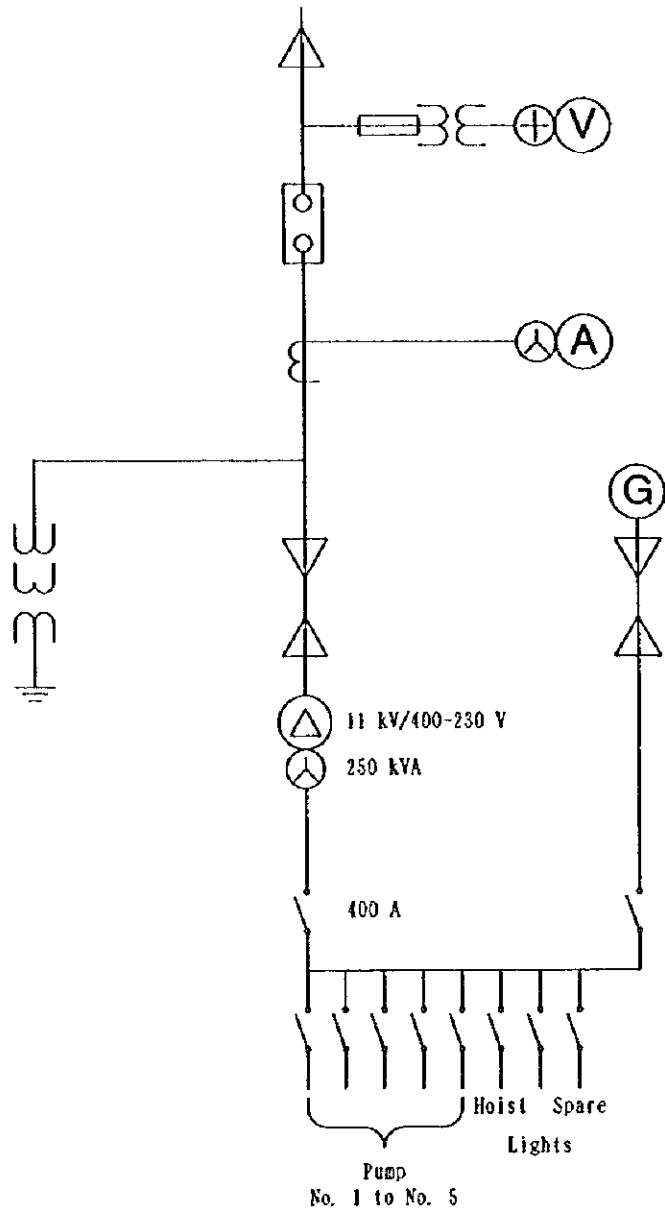 V
A
G
11 kV/400-230 V
250 kVA
400 A
Hoist Spare
Lights
Pump
No. 1 to No. 5